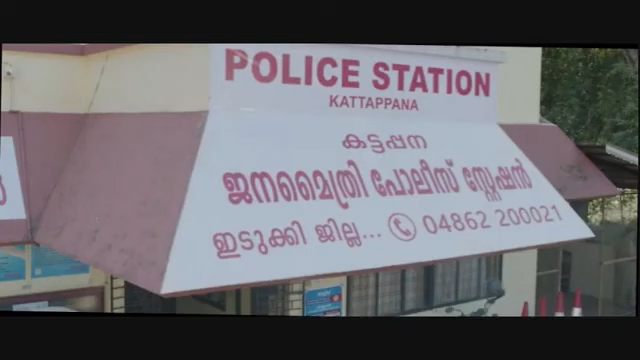 POLICE STATION
KATTAPPANA
കട്ടപ്പന
ജനമൈത്രി പോലീസ് സ്റ്റേഷൻ
ഇടുക്കി ജില്ല... 04862 200021